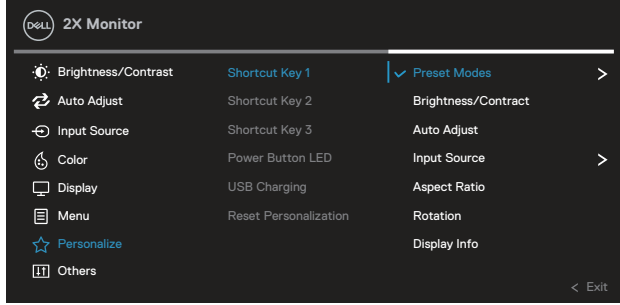 DELL 2X Monitor
Brightness/Contrast Shortcut Key 1 Preset Modes >
Auto Adjust Shortcut Key 2 Brightness/Contract
Input Source Shortcut Key 3 Auto Adjust
Color Power Button LED Input Source >
Display USB Charging Aspect Ratio
Menu Reset Personalization Rotation
Personalize Display Info
Others
< Exit